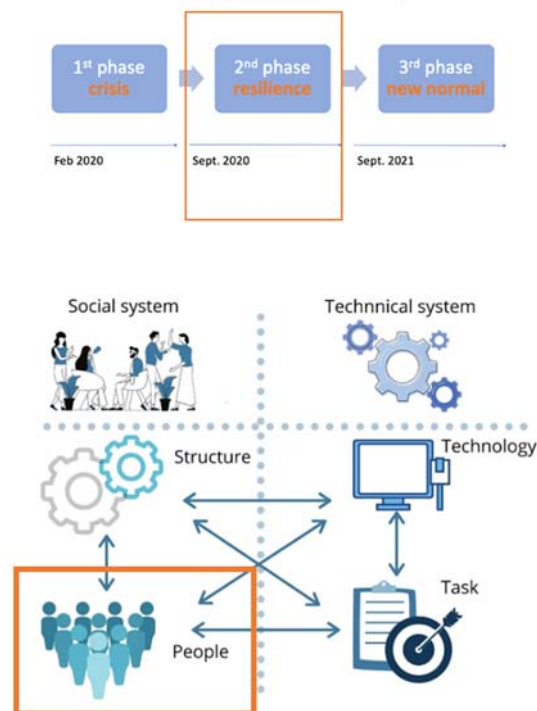 1st phase
crisis
2nd phase
resilience
3rd phase
new normal
Feb 2020
Sept. 2020
Sept. 2021
Social system
Technnical system
Structure
Technology
People
Task